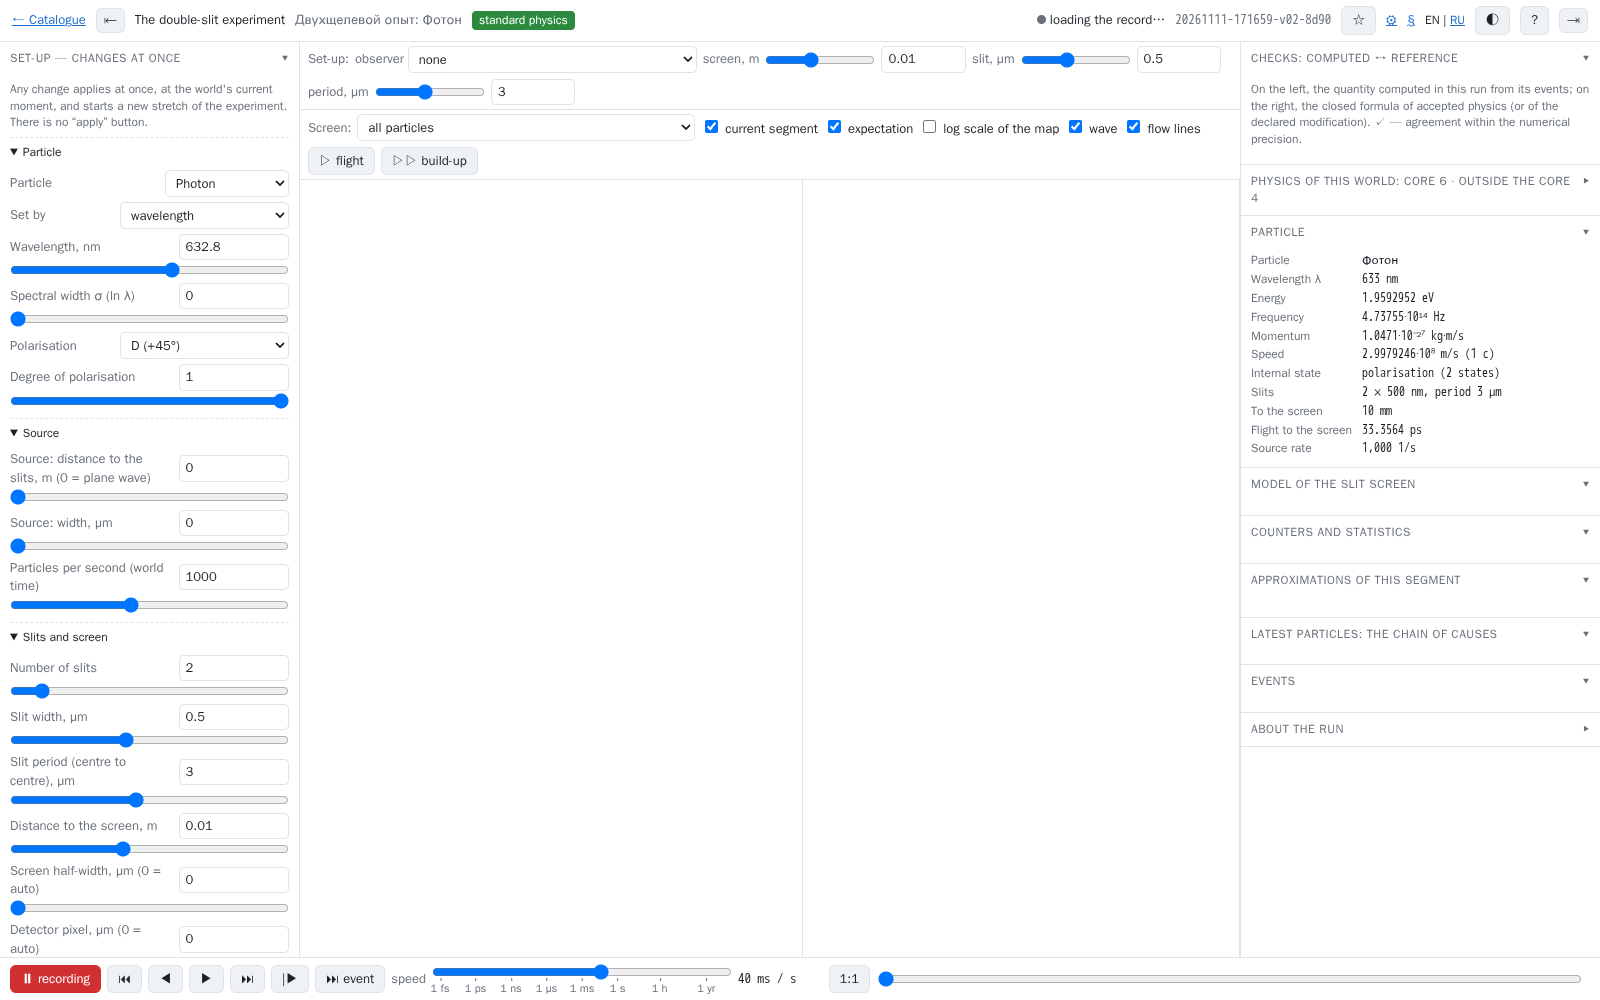 ← Catalogue ⇤ The double-slit experiment Двухщелевой опыт: Фотон standard physics
loading the record⋯ 20261111-171659-v02-8d90 ☆ ⚙ § EN | RU ◐ ? ⇥
SET-UP — CHANGES AT ONCE ▾
Any change applies at once, at the world's current
moment, and starts a new stretch of the experiment.
There is no “apply” button.
▾ Particle
Particle Photon
Set by wavelength
Wavelength, nm 632.8
Spectral width σ (ln λ) 0
Polarisation D (+45°)
Degree of polarisation 1
▾ Source
Source: distance to the
slits, m (0 = plane wave) 0
Source: width, µm 0
Particles per second (world
time) 1000
▾ Slits and screen
Number of slits 2
Slit width, µm 0.5
Slit period (centre to
centre), µm 3
Distance to the screen, m 0.01
Screen half-width, µm (0 =
auto) 0
Detector pixel, µm (0 =
auto) 0
Set-up: observer none screen, m 0.01 slit, µm 0.5
period, µm 3
Screen: all particles current segment expectation log scale of the map wave flow lines
▷ flight ▷▷ build-up
CHECKS: COMPUTED ↔ REFERENCE ▾
On the left, the quantity computed in this run from its events; on
the right, the closed formula of accepted physics (or of the
declared modification). ✓ — agreement within the numerical
precision.
PHYSICS OF THIS WORLD: CORE 6 · OUTSIDE THE CORE ▸
4
PARTICLE ▾
Particle Фотон
Wavelength λ 633 nm
Energy 1.9592952 eV
Frequency 4.73755·10¹⁴ Hz
Momentum 1.0471·10⁻²⁷ kg·m/s
Speed 2.9979246·10⁸ m/s (1 c)
Internal state polarisation (2 states)
Slits 2 × 500 nm, period 3 µm
To the screen 10 mm
Flight to the screen 33.3564 ps
Source rate 1,000 1/s
MODEL OF THE SLIT SCREEN ▾
COUNTERS AND STATISTICS ▾
APPROXIMATIONS OF THIS SEGMENT ▾
LATEST PARTICLES: THE CHAIN OF CAUSES ▾
EVENTS ▾
ABOUT THE RUN ▸
⏸ recording ⏮ ◀ ▶ ⏭ |▶ ⏭ event speed 40 ms / s 1:1
1 fs 1 ps 1 ns 1 µs 1 ms 1 s 1 h 1 yr